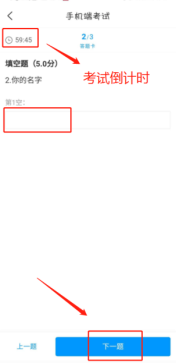 手机端考试
59:45
2/3
答题卡
填空题（5.0分）
2.你的名字
考试倒计时
第1空：
上一题
下一题